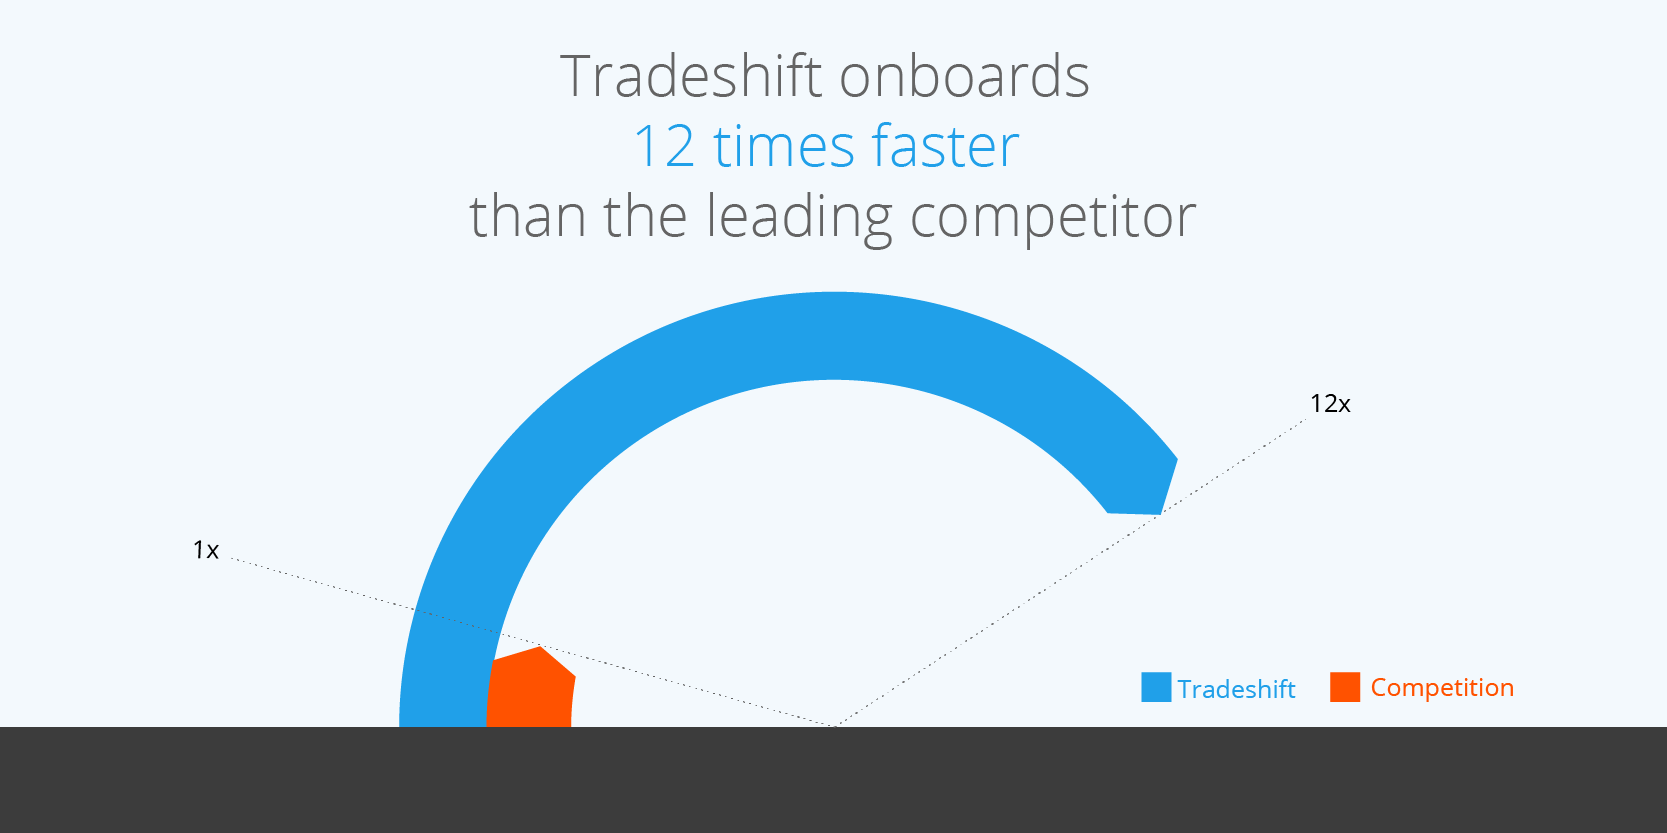 Tradeshift onboards
12 times faster
than the leading competitor
12x
1x
Tradeshift
Competition